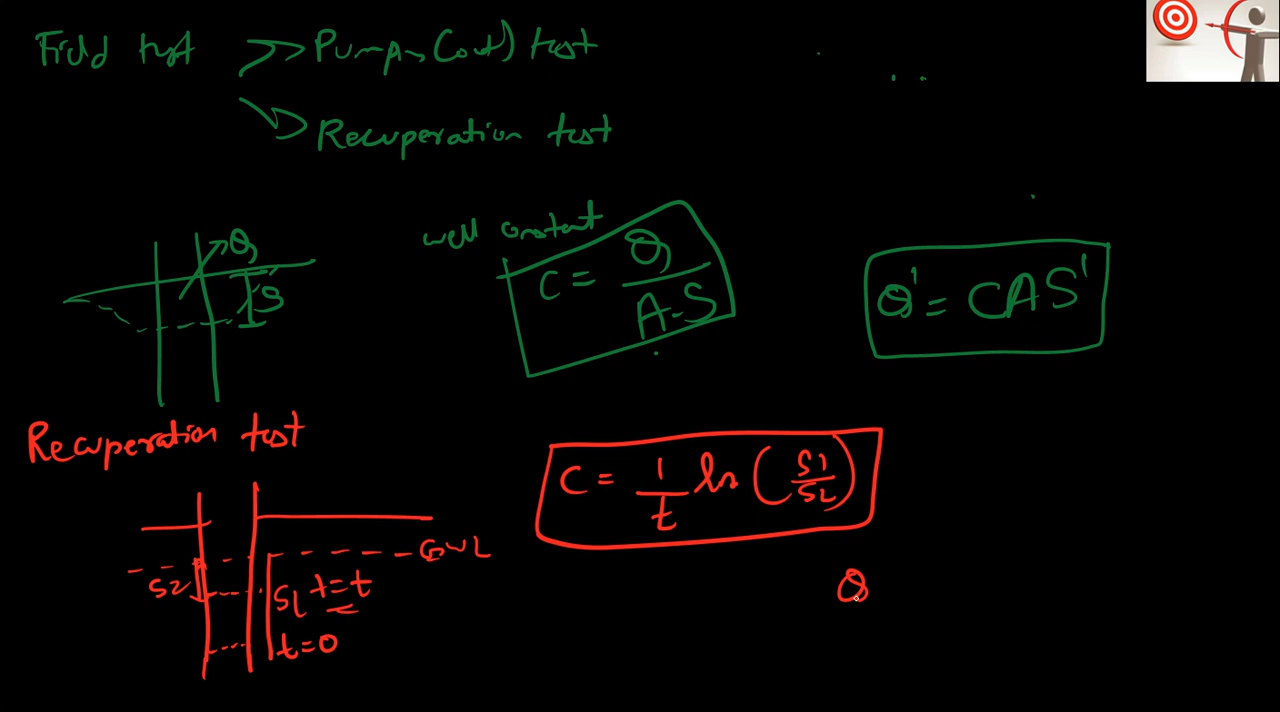 Field test > Pump (out) test
> Recuperation test
well constant
Q
S
C = Q / A.S
Q' = CAS'
Recuperation test
C = 1/t ln (S1/S2)
GWL
S2
S1 t=t
t=0
Q